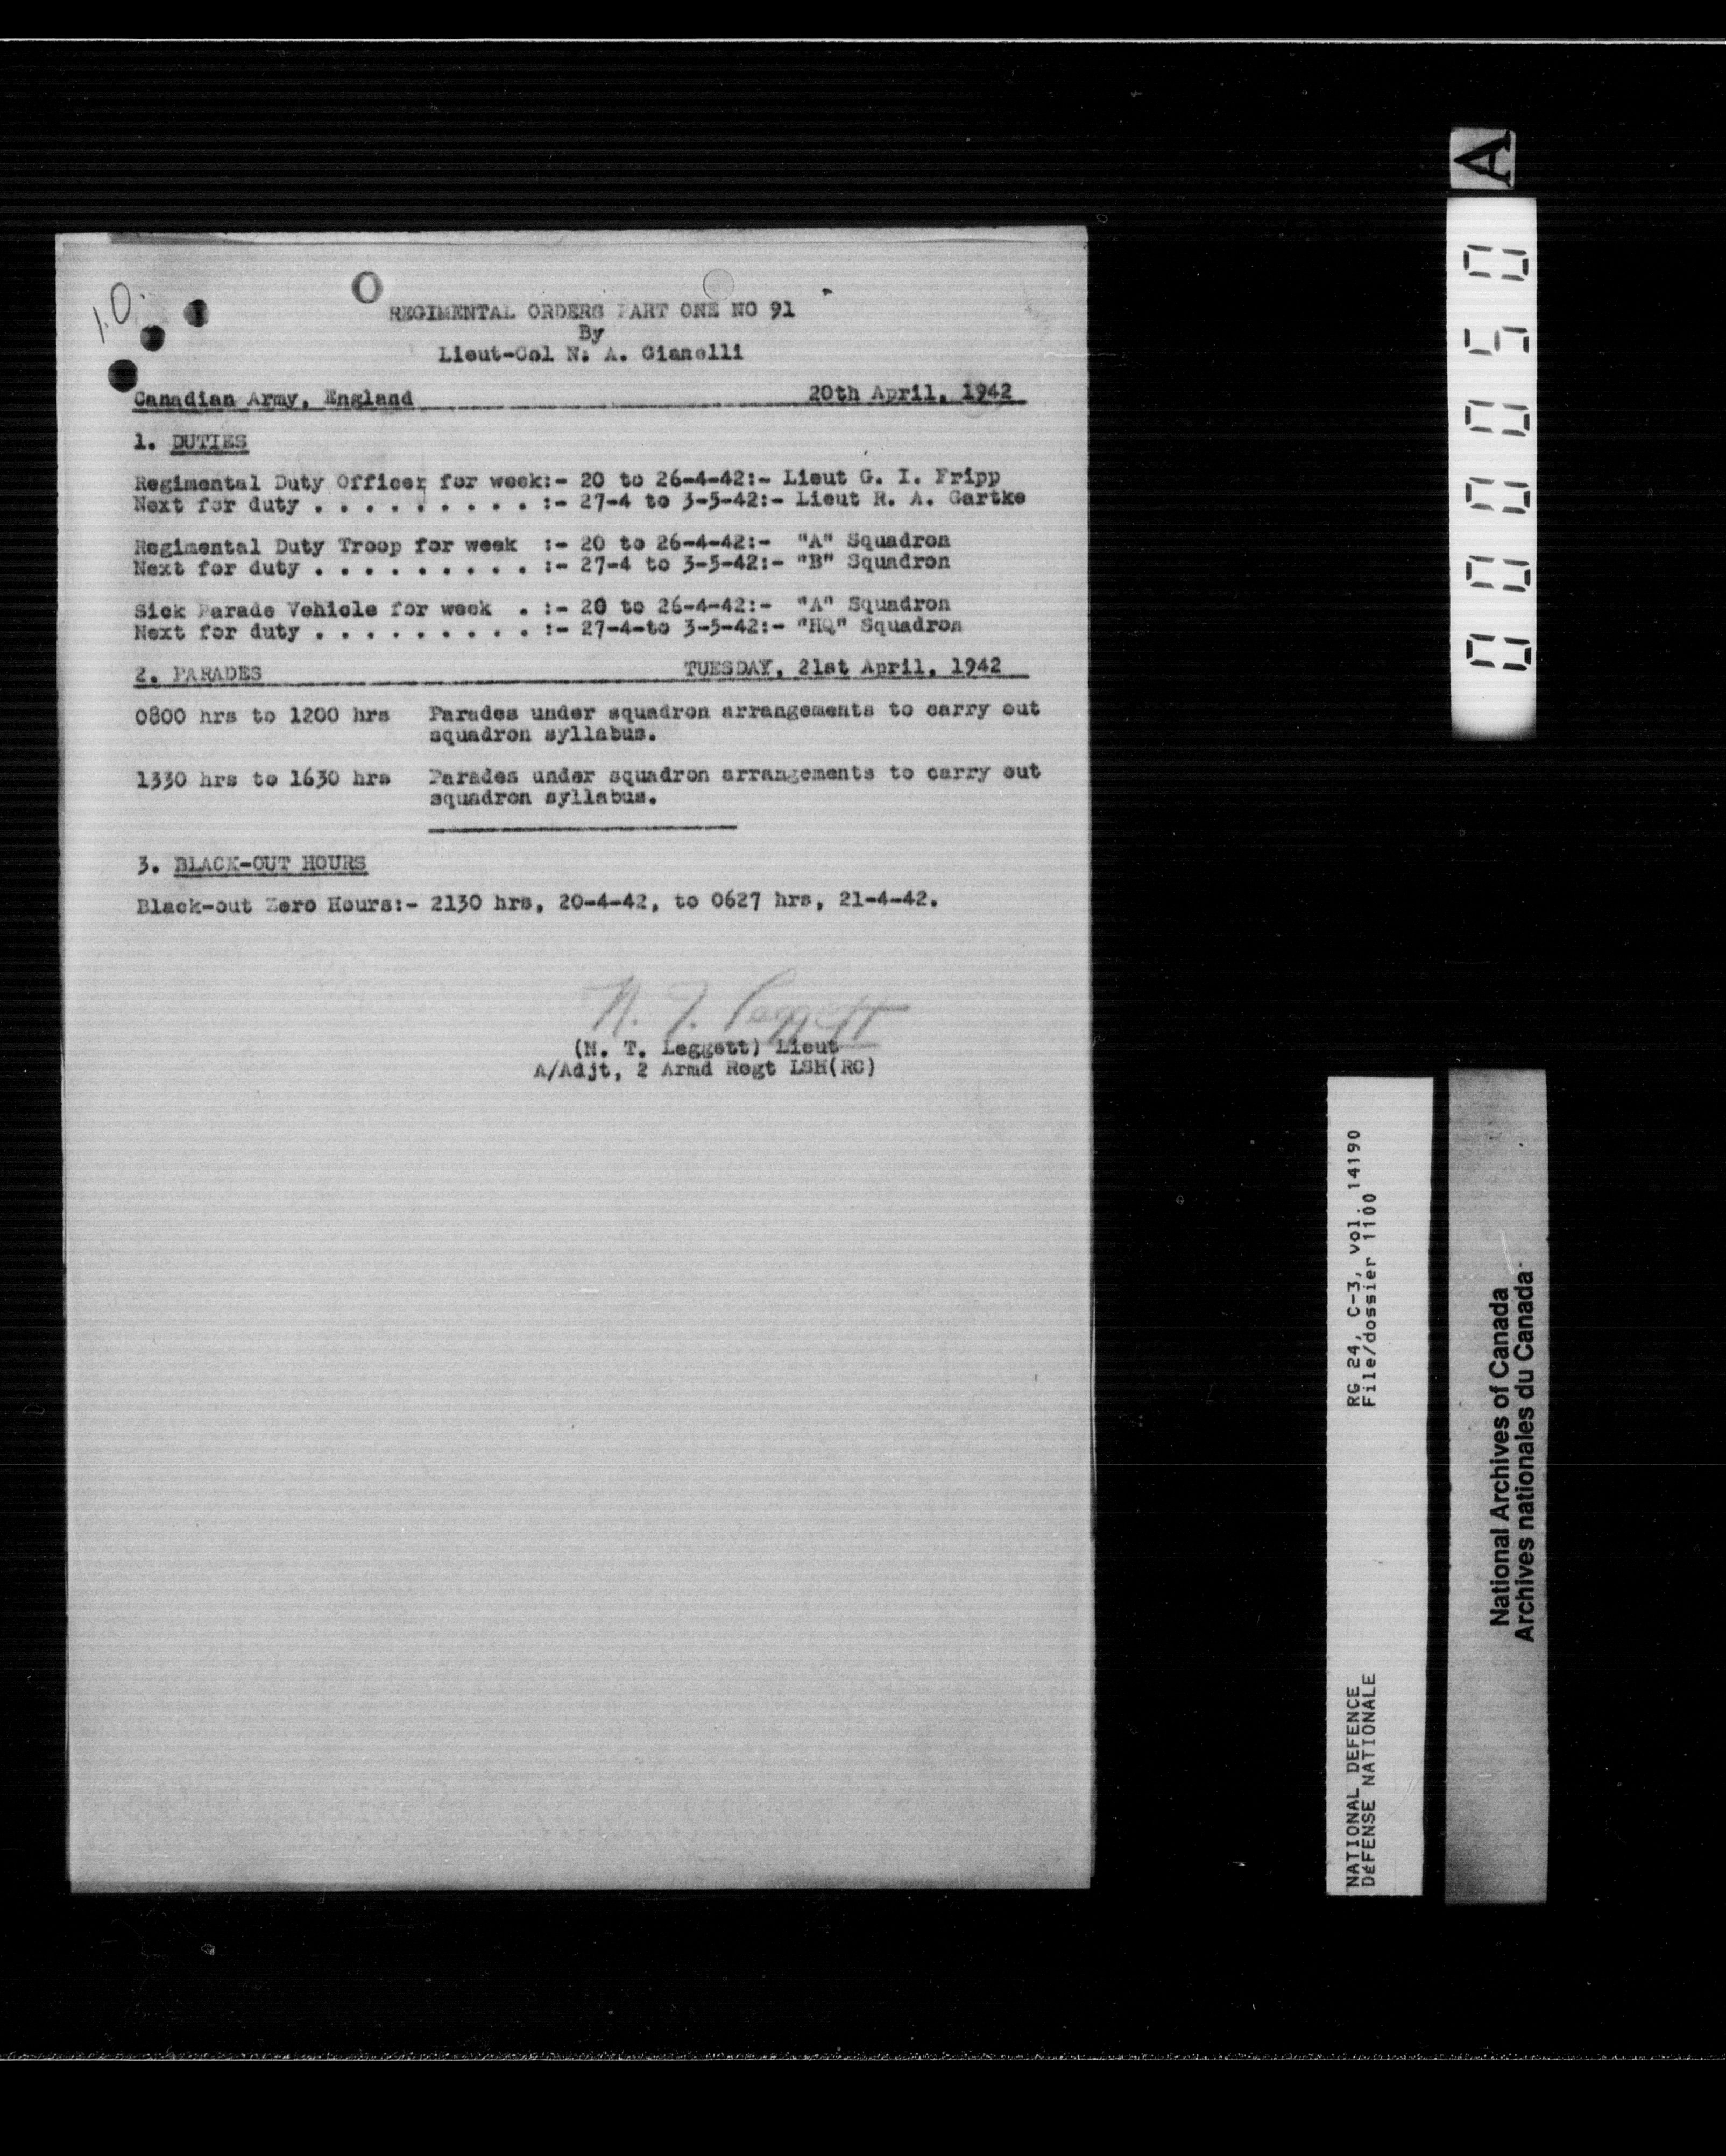 10.
REGIMENTAL ORDERS PART ONE NO 91
By
Lieut-Col N. A. Gianelli
Canadian Army, England 20th April, 1942
1. DUTIES
Regimental Duty Officer for week:- 20 to 26-4-42:- Lieut G. I. Fripp
Next for duty . . . . . . . . . :- 27-4 to 3-5-42:- Lieut R. A. Gartke
Regimental Duty Troop for week :- 20 to 26-4-42:- "A" Squadron
Next for duty . . . . . . . . . :- 27-4 to 3-5-42:- "B" Squadron
Sick Parade Vehicle for week . :- 20 to 26-4-42:- "A" Squadron
Next for duty . . . . . . . . . :- 27-4-to 3-5-42:- "HQ" Squadron
2. PARADES TUESDAY, 21st April, 1942
0800 hrs to 1200 hrs Parades under squadron arrangements to carry out
squadron syllabus.
1330 hrs to 1630 hrs Parades under squadron arrangements to carry out
squadron syllabus.
3. BLACK-OUT HOURS
Black-out Zero Hours:- 2130 hrs, 20-4-42, to 0627 hrs, 21-4-42.
N. T. Leggett
(N. T. Leggett) Lieut
A/Adjt, 2 Armd Regt LSH(RC)
A
000050
RG 24, C-3, vol. 14190
File/dossier 1100
NATIONAL DEFENCE
DéFENSE NATIONALE
National Archives of Canada
Archives nationales du Canada